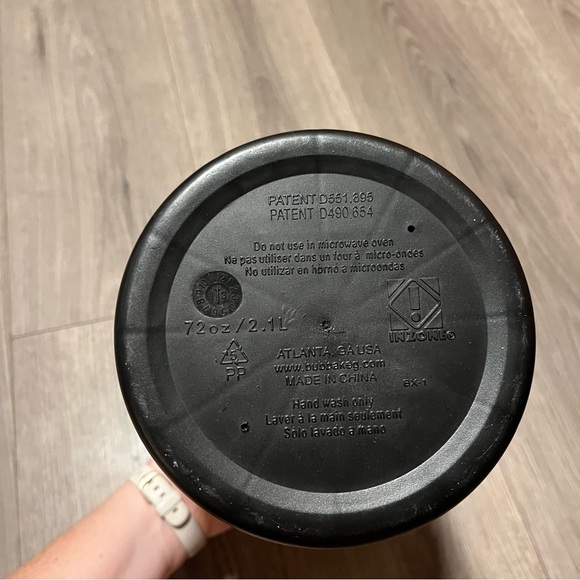 PATENT D551,895
PATENT D490,654
Do not use in microwave oven
Ne pas utiliser dans un four à micro-ondes
No utilizar en horno a microondas
72oz/2.1L
INZONE
5
PP
ATLANTA, GA USA
www.bubbakeg.com
MADE IN CHINA
BX-1
Hand wash only
Laver à la main seulement
Sólo lavado a mano